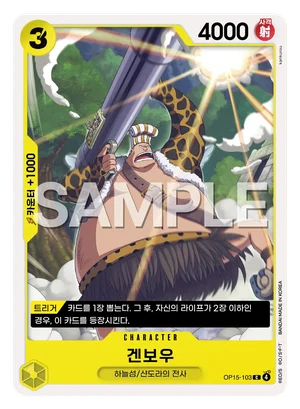 3
4000
사격
射
카운터 +1000
SAMPLE
트리거 카드를 1장 뽑는다. 그 후, 자신의 라이프가 2장 이하인
경우, 이 카드를 등장시킨다.
CHARACTER
겐보우
하늘섬/샨도라의 전사
OP15-103 C